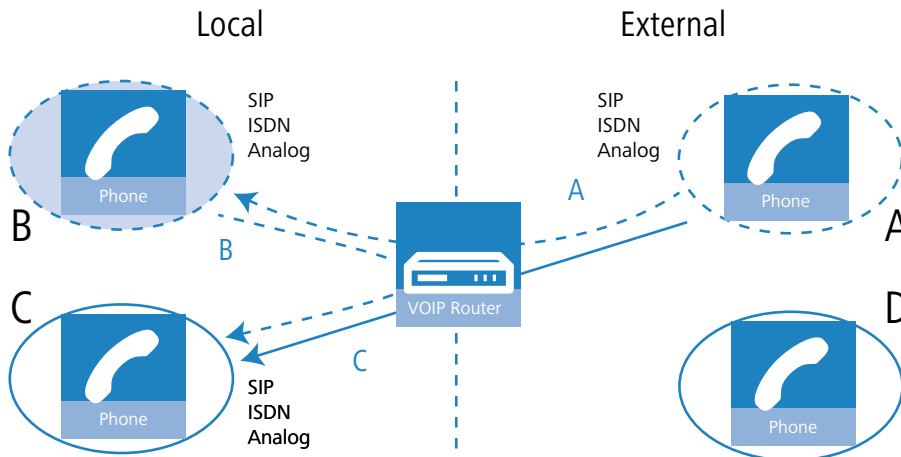 Local
External
SIP
ISDN
Analog
SIP
ISDN
Analog
Phone
Phone
A
B
A
B
C
VOIP Router
D
C
Phone
SIP
ISDN
Analog
Phone